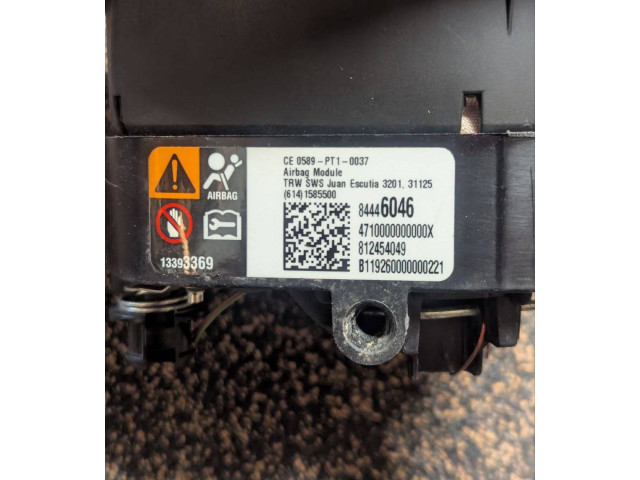 CE 0589-PT1-0037
Airbag Module
TRW SWS Juan Escutia 3201, 31125
(614)1585500
AIRBAG
84446046
4710000000000X
812454049
B119260000000221
13393369